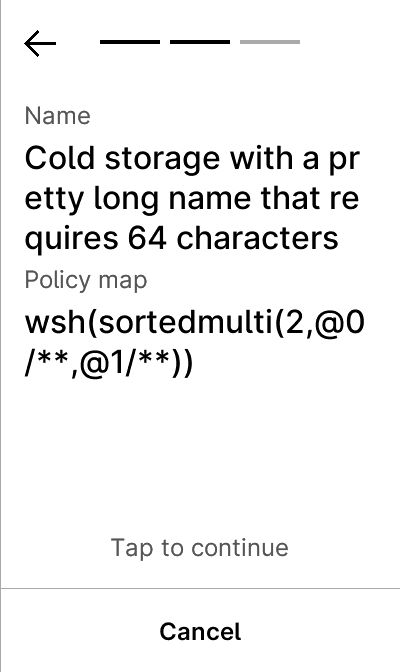 Name
Cold storage with a pr
etty long name that re
quires 64 characters
Policy map
wsh(sortedmulti(2,@0
/**,@1/**))
Tap to continue
Cancel